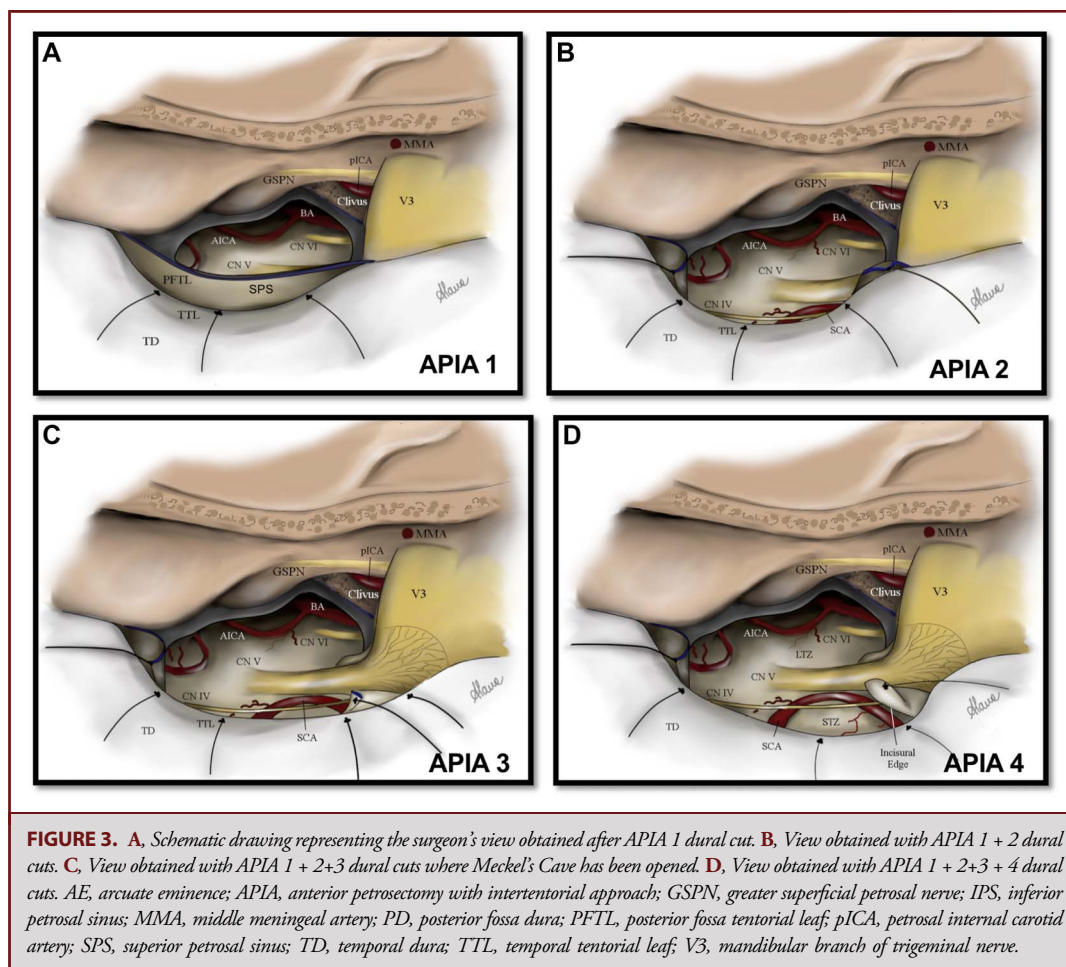 A
MMA
pICA
GSPN
Clivus
V3
BA
AICA
CN VI
CN V
PFTL
SPS
TTL
TD
Alaue
APIA 1
B
MMA
pICA
GSPN
Clivus
V3
BA
AICA
CN VI
CN V
CN IV
TTL
SCA
TD
Alaue
APIA 2
C
MMA
pICA
GSPN
Clivus
V3
BA
AICA
CN VI
CN V
CN IV
TTL
SCA
TD
Alaue
APIA 3
D
MMA
pICA
GSPN
Clivus
V3
BA
AICA
CN VI
LTZ
CN V
CN IV
STZ
SCA
TD
Incisural
Edge
Alaue
APIA 4
FIGURE 3. A, Schematic drawing representing the surgeon's view obtained after APIA 1 dural cut. B, View obtained with APIA 1 + 2 dural
cuts. C, View obtained with APIA 1 + 2+3 dural cuts where Meckel's Cave has been opened. D, View obtained with APIA 1 + 2+3 + 4 dural
cuts. AE, arcuate eminence; APIA, anterior petrosectomy with intertentorial approach; GSPN, greater superficial petrosal nerve; IPS, inferior
petrosal sinus; MMA, middle meningeal artery; PD, posterior fossa dura; PFTL, posterior fossa tentorial leaf; pICA, petrosal internal carotid
artery; SPS, superior petrosal sinus; TD, temporal dura; TTL, temporal tentorial leaf; V3, mandibular branch of trigeminal nerve.